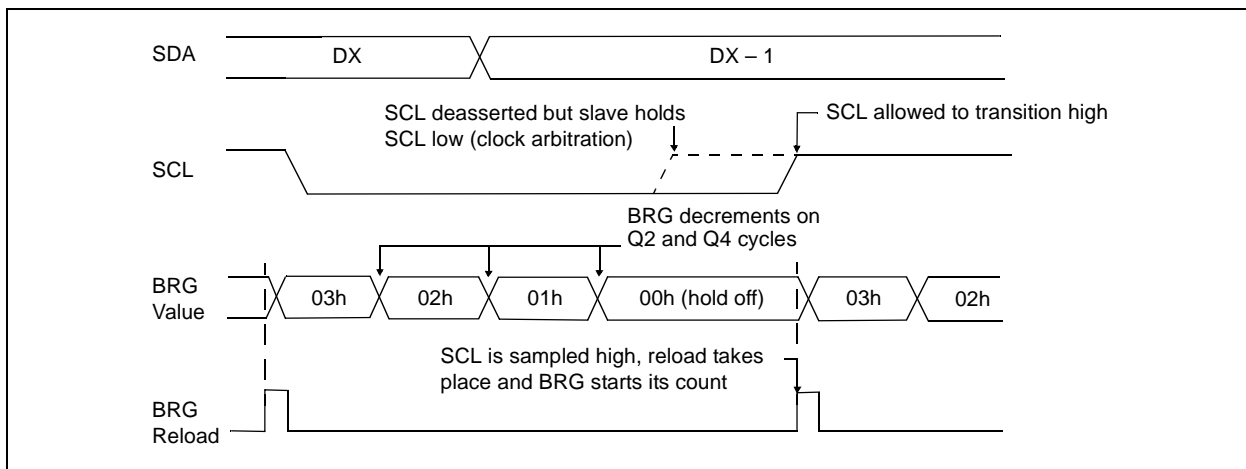 SDA
DX
DX – 1
SCL deasserted but slave holds
SCL low (clock arbitration)
SCL allowed to transition high
SCL
BRG decrements on
Q2 and Q4 cycles
BRG
Value
03h
02h
01h
00h (hold off)
03h
02h
SCL is sampled high, reload takes
place and BRG starts its count
BRG
Reload